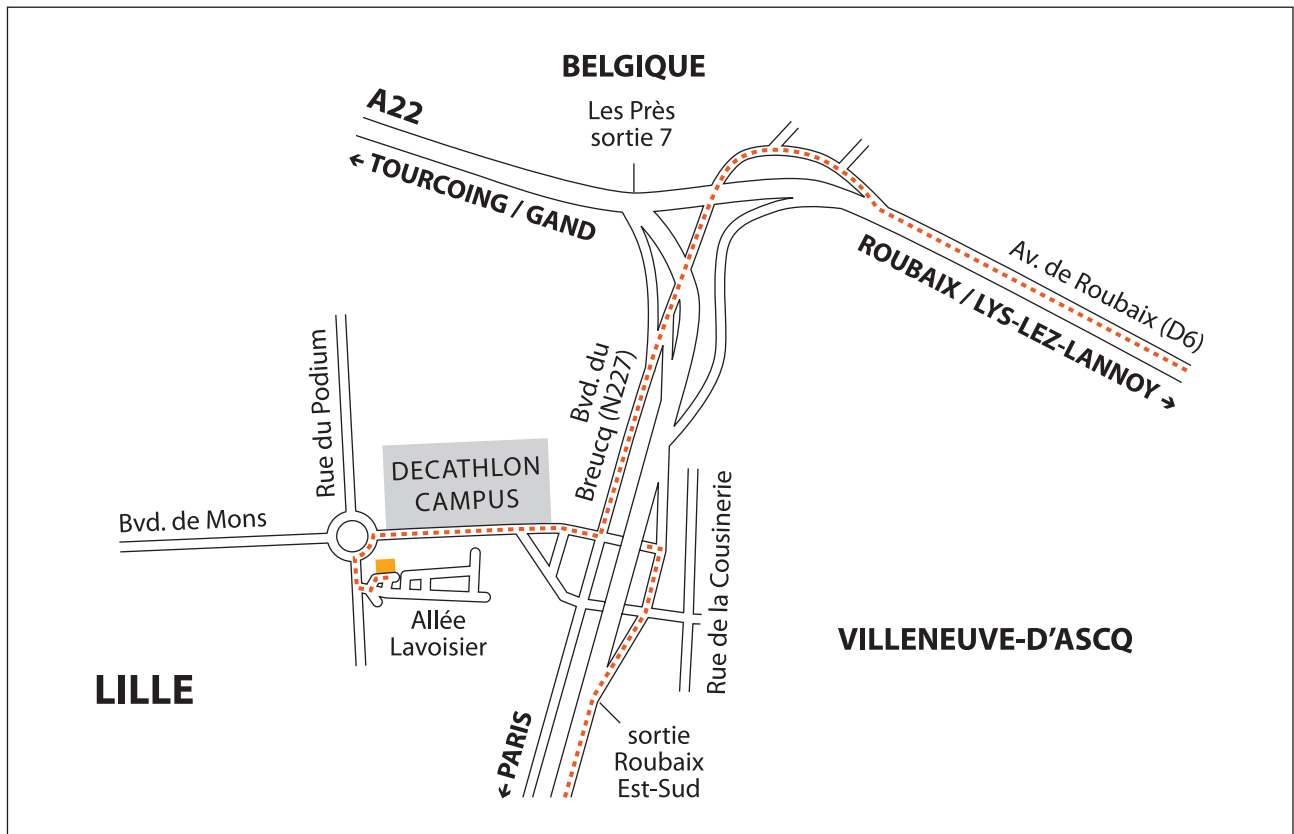 BELGIQUE
Les Près
sortie 7
A22
← TOURCOING / GAND
Av. de Roubaix (D6)
ROUBAIX / LYS-LEZ-LANNOY →
Rue du Podium
Bvd. du
Breucq (N227)
DECATHLON
CAMPUS
Bvd. de Mons
Rue de la Cousinerie
Allée
Lavoisier
VILLENEUVE-D'ASCQ
LILLE
← PARIS
sortie
Roubaix
Est-Sud